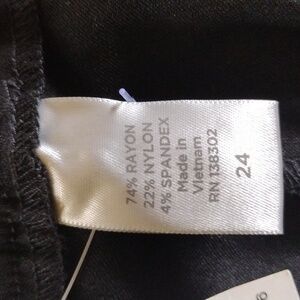 74% RAYON
22% NYLON
4% SPANDEX
Made in
Vietnam
RN 138302
24